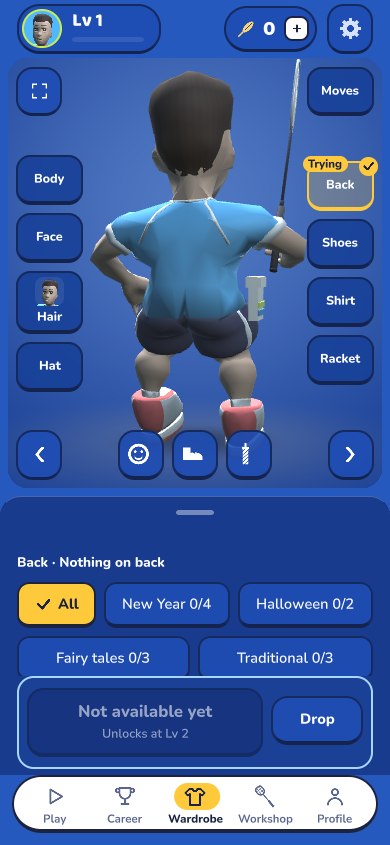 Lv 1
0
+
Moves
Trying
Back
Body
Face
Shoes
Hair
Shirt
Hat
Racket
Back · Nothing on back
All
New Year 0/4
Halloween 0/2
Fairy tales 0/3
Traditional 0/3
Not available yet
Unlocks at Lv 2
Drop
Play
Career
Wardrobe
Workshop
Profile